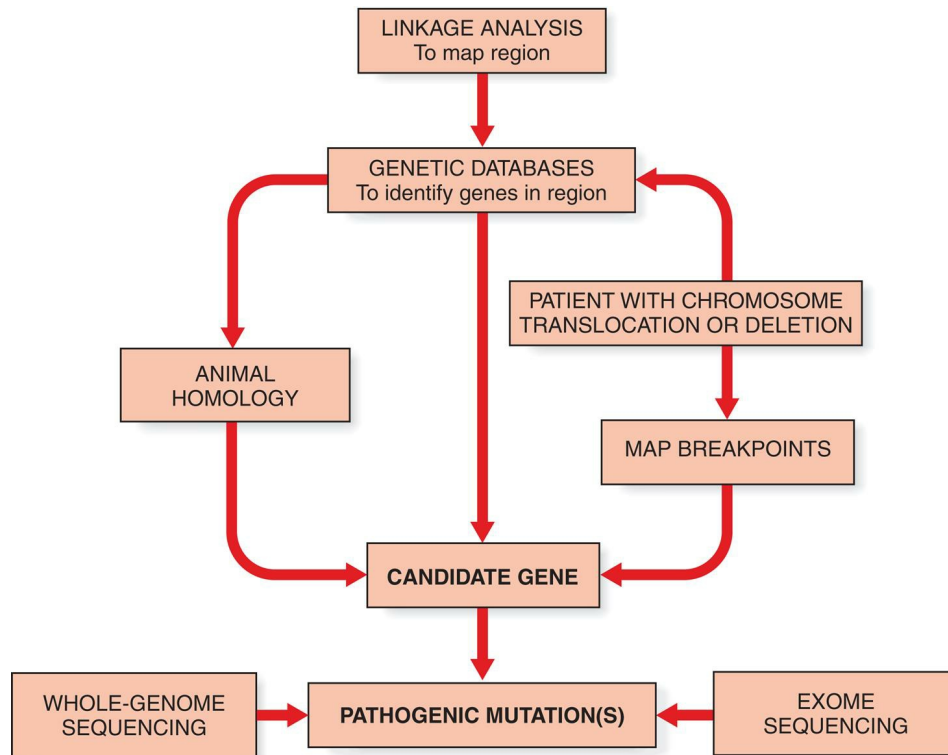 LINKAGE ANALYSIS
To map region
GENETIC DATABASES
To identify genes in region
PATIENT WITH CHROMOSOME
TRANSLOCATION OR DELETION
ANIMAL
HOMOLOGY
MAP BREAKPOINTS
CANDIDATE GENE
WHOLE-GENOME
SEQUENCING
PATHOGENIC MUTATION(S)
EXOME
SEQUENCING